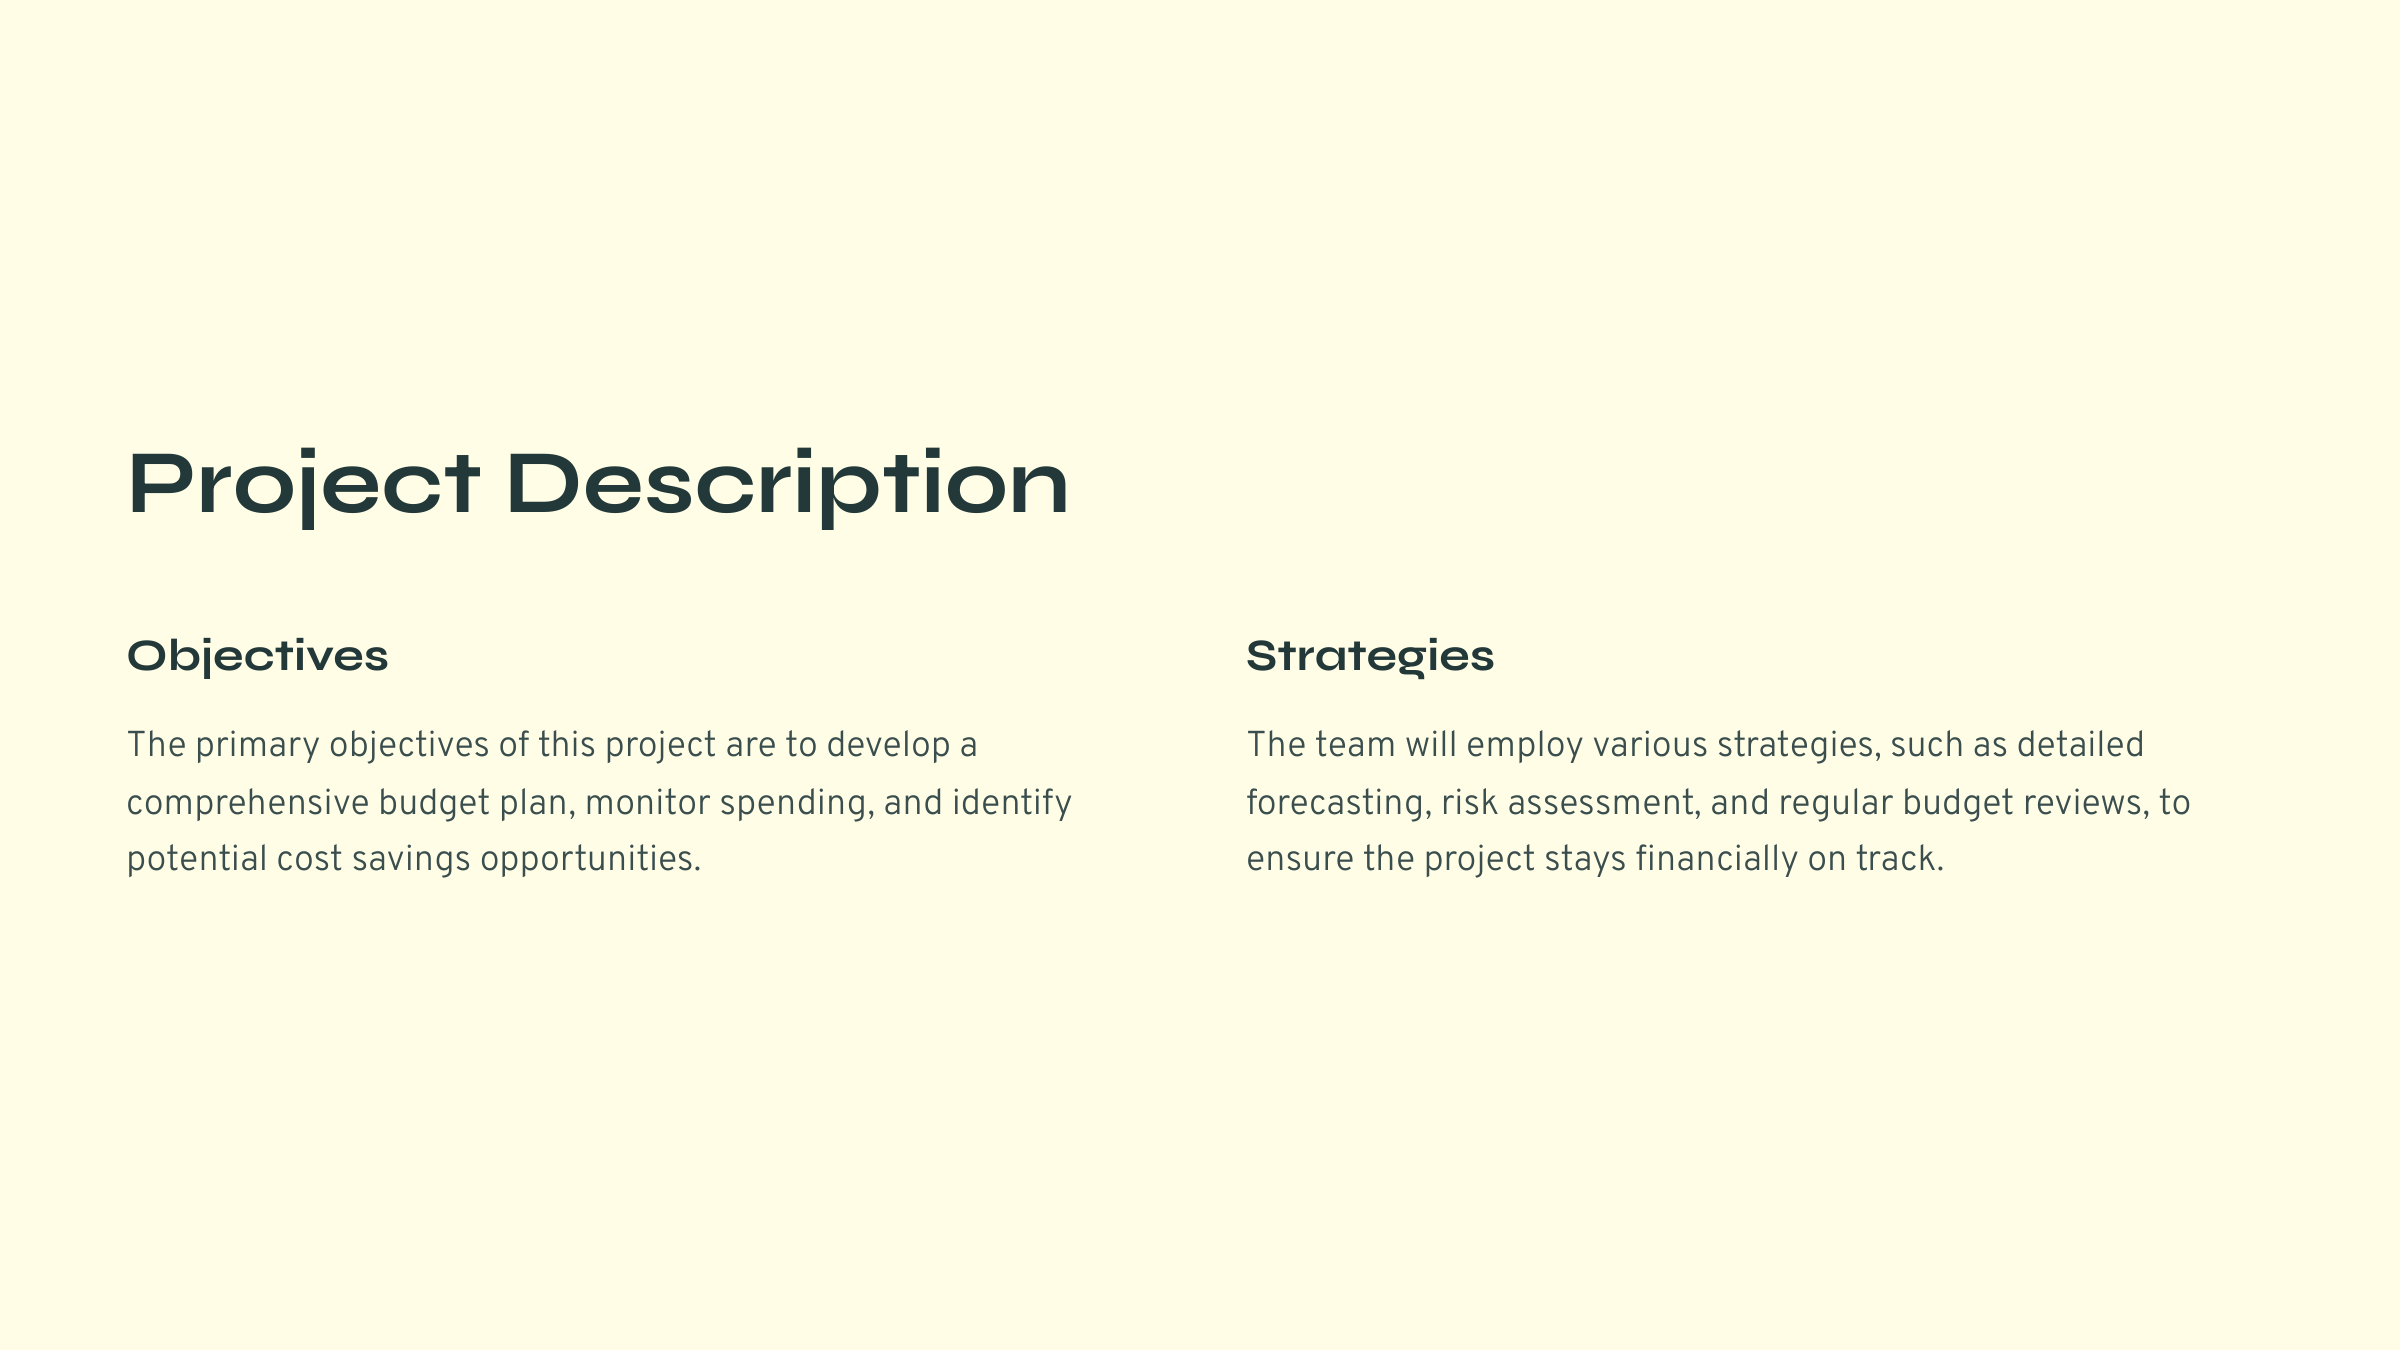 Project Description
Objectives
The primary objectives of this project are to develop a
comprehensive budget plan, monitor spending, and identify
potential cost savings opportunities.
Strategies
The team will employ various strategies, such as detailed
forecasting, risk assessment, and regular budget reviews, to
ensure the project stays financially on track.